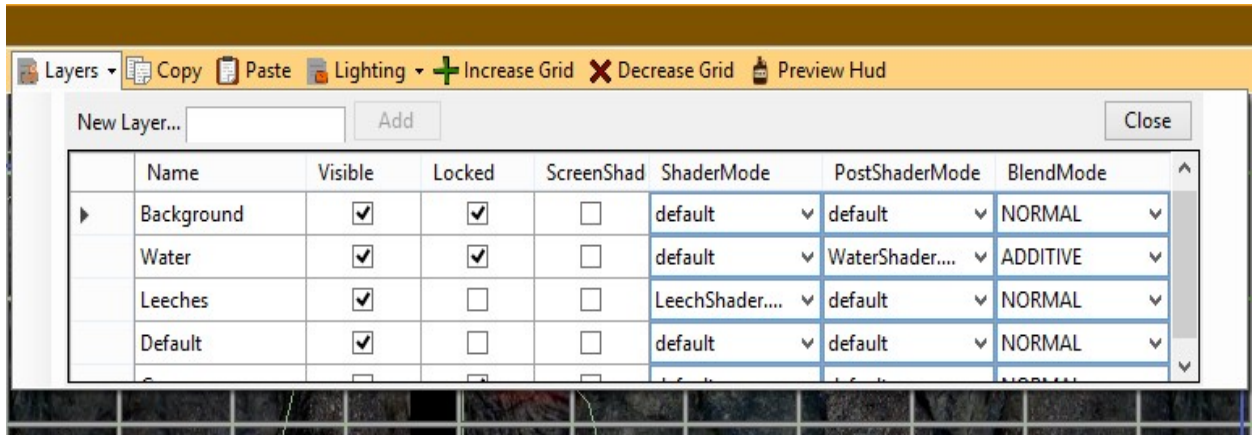 Layers Copy Paste Lighting Increase Grid Decrease Grid Preview Hud
New Layer... Add Close
Name Visible Locked ScreenShad ShaderMode PostShaderMode BlendMode
Background default default NORMAL
Water default WaterShader.... ADDITIVE
Leeches LeechShader.... default NORMAL
Default default default NORMAL